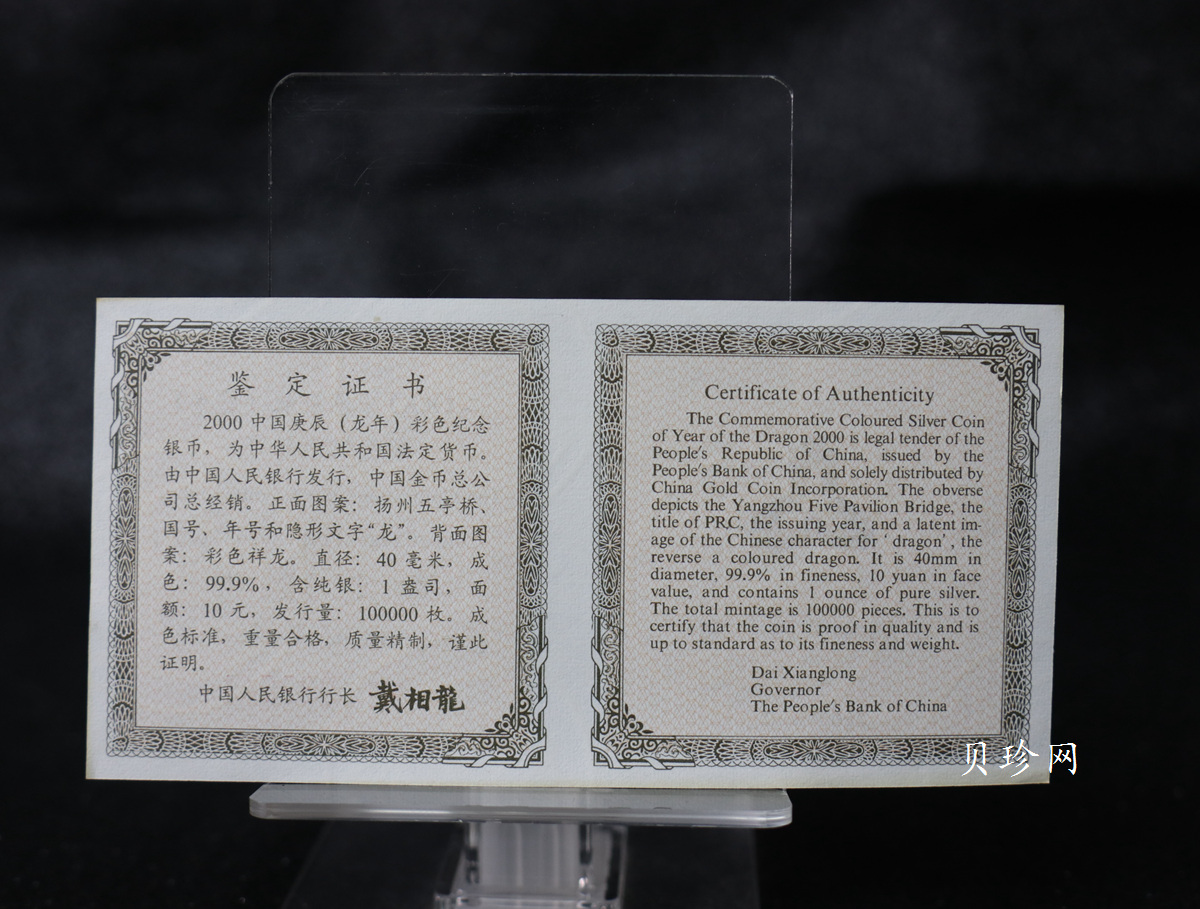 鉴定证书
2000 中国庚辰（龙年）彩色纪念
银币，为中华人民共和国法定货币。
由中国人民银行发行，中国金币总公
司总经销。正面图案：扬州五亭桥、
国号、年号和隐形文字“龙”。背面图
案：彩色祥龙。直径：40 毫米，成
色：99.9%，含纯银：1 盎司，面
额：10 元，发行量：100000 枚。成
色标准，重量合格，质量精制，谨此
证明。
中国人民银行行长 戴相龍
Certificate of Authenticity
The Commemorative Coloured Silver Coin
of Year of the Dragon 2000 is legal tender of the
People's Republic of China, issued by the
People's Bank of China, and solely distributed by
China Gold Coin Incorporation. The obverse
depicts the Yangzhou Five Pavilion Bridge, the
title of PRC, the issuing year, and a latent im-
age of the Chinese character for ‘ dragon’ , the
reverse a coloured dragon. It is 40mm in
diameter, 99.9% in fineness, 10 yuan in face
value, and contains 1 ounce of pure silver.
The total mintage is 100000 pieces. This is to
certify that the coin is proof in quality and is
up to standard as to its fineness and weight.
Dai Xianglong
Governor
The People's Bank of China
贝珍网